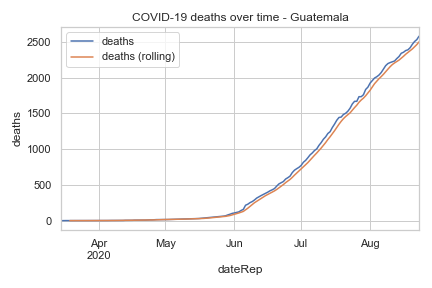 COVID-19 deaths over time - Guatemala
deaths
deaths (rolling)
2500
2000
1500
1000
500
0
deaths
Apr
2020
May
Jun
Jul
Aug
dateRep